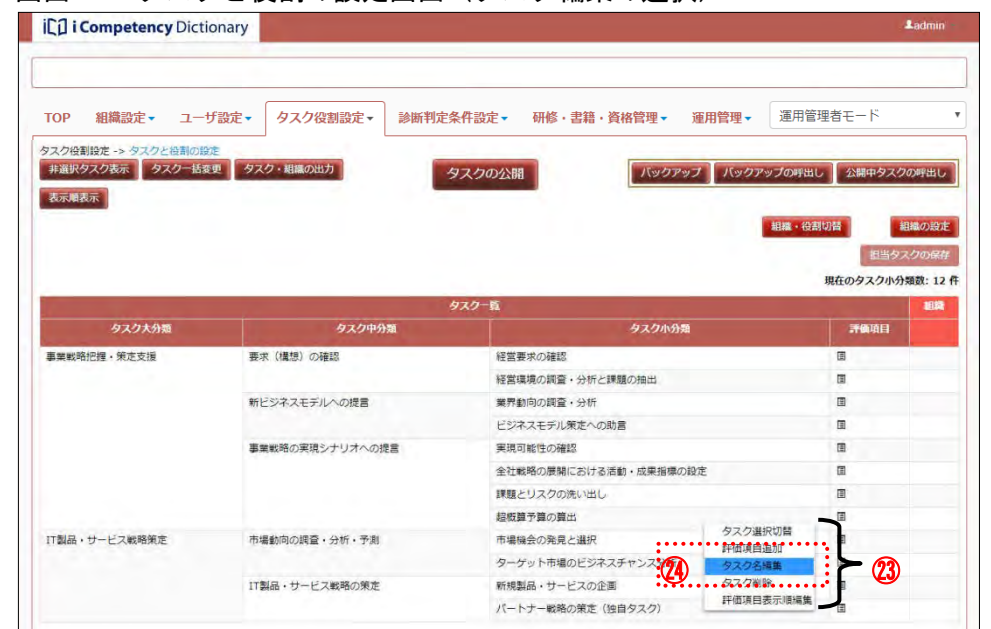 iCD i Competency Dictionary
admin
TOP 組織設定 ユーザ設定 タスク役割設定 診断判定条件設定 研修・書籍・資格管理 運用管理 運用管理者モード
タスク役割設定 -> タスクと役割の設定
非選択タスク表示 タスク一括変更 タスク・組織の出力 タスクの公開 バックアップ バックアップの呼出し 公開中タスクの呼出し
表示順表示
組織・役割切替 組織の設定
担当タスクの保存
現在のタスク小分類数: 12 件
タスク一覧 組織
タスク大分類 タスク中分類 タスク小分類 評価項目
事業戦略把握・策定支援 要求（構想）の確認 経営要求の確認
経営環境の調査・分析と課題の抽出
新ビジネスモデルへの提言 業界動向の調査・分析
ビジネスモデル策定への助言
事業戦略の実現シナリオへの提言 実現可能性の確認
全社戦略の展開における活動・成果指標の設定
課題とリスクの洗い出し
超概算予算の算出
IT製品・サービス戦略策定 市場動向の調査・分析・予測 市場機会の発見と選択
ターゲット市場のビジネスチャンス
IT製品・サービス戦略の策定 新規製品・サービスの企画
パートナー戦略の策定（独自タスク）
タスク選択切替
評価項目追加
タスク名編集
タスク削除
評価項目表示順編集
㉔
㉓